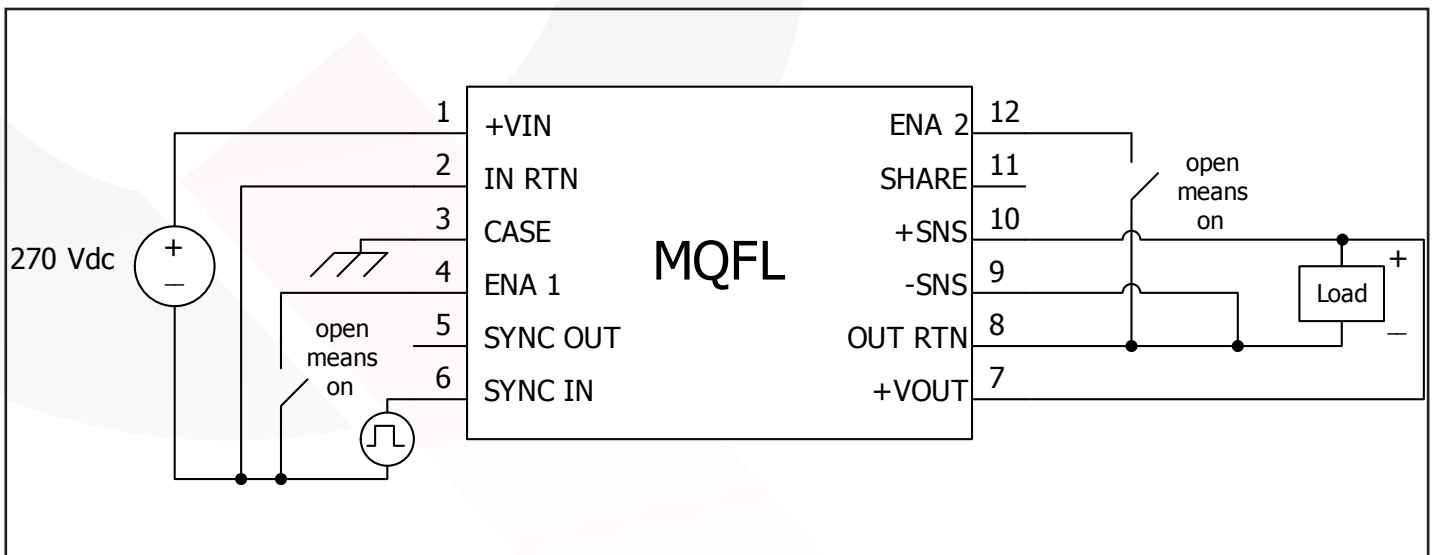 270 Vdc
+
–
1
2
3
4
5
6
open
means
on
+VIN
IN RTN
CASE
ENA 1
SYNC OUT
SYNC IN
MQFL
ENA 2
SHARE
+SNS
-SNS
OUT RTN
+VOUT
12
11
10
9
8
7
open
means
on
Load
+
–